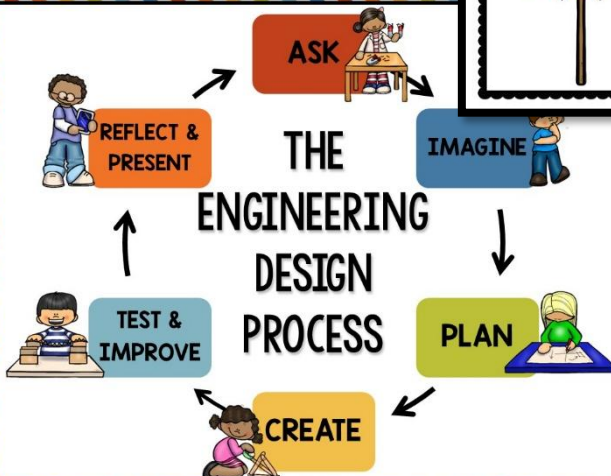 ASK
IMAGINE
PLAN
CREATE
TEST &
IMPROVE
REFLECT &
PRESENT
THE
ENGINEERING
DESIGN
PROCESS